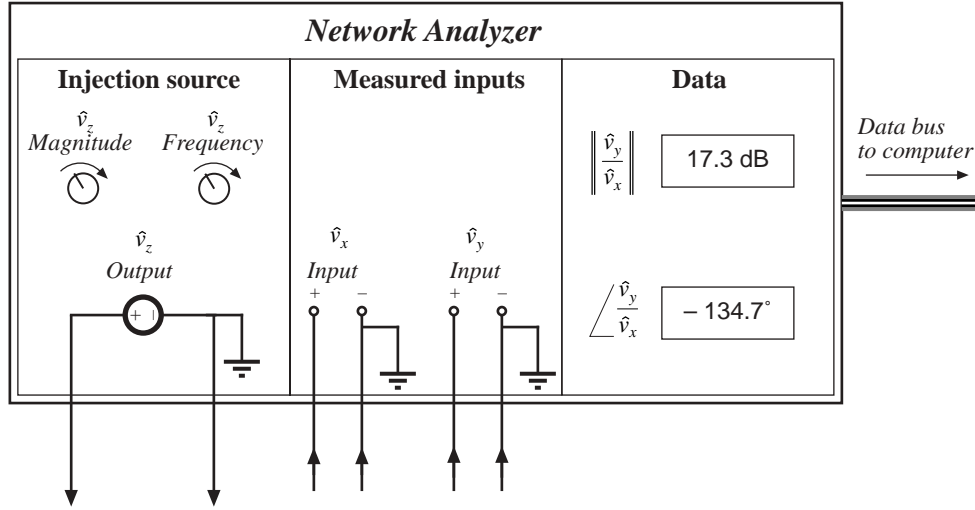 Network Analyzer
Injection source
v̂z
Magnitude
v̂z
Frequency
v̂z
Output
+ –
Measured inputs
v̂x
Input
+ –
v̂y
Input
+ –
Data
‖v̂y/v̂x‖
17.3 dB
∠v̂y/v̂x
– 134.7˚
Data bus
to computer